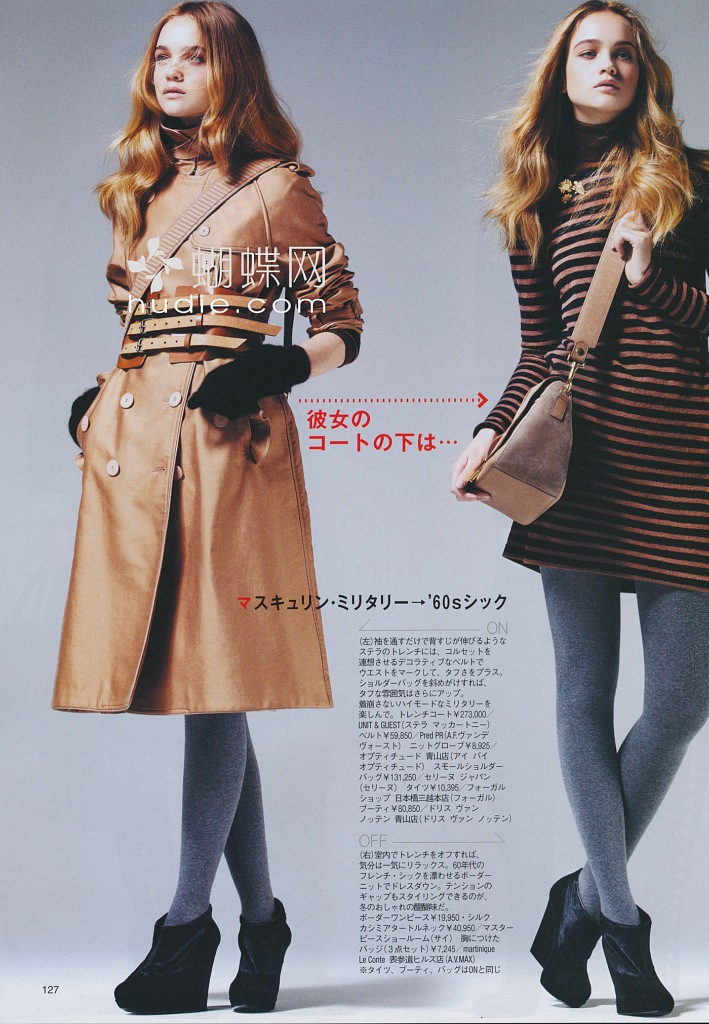 蝴蝶网
hudie.com
彼女の
コートの下は…
マスキュリン・ミリタリー→'60sシック
ON
(左)袖を通すだけで背すじが伸びるような
ステラのトレンチには、コルセットを
連想させるデコラティブなベルトで
ウエストをマークして、タフさをプラス。
ショルダーバッグを斜めがけすれば、
タフな雰囲気はさらにアップ。
着崩さないハイモードなミリタリーを
楽しんで。トレンチコート¥273,000/
UNIT & GUEST(ステラ マッカートニー)
ベルト¥59,850/Pred PR(A.F.ヴァンデ
ヴォースト) ニットグローブ¥8,925/
オプティチュード 青山店(アイ バイ
オプティチュード) スモールショルダー
バッグ¥131,250/セリーヌ ジャパン
(セリーヌ) タイツ¥10,395/フォーガル
ショップ 日本橋三越本店(フォーガル)
ブーティ¥80,850/ドリス ヴァン
ノッテン 青山店(ドリス ヴァン ノッテン)
OFF
(右)室内でトレンチをオフすれば、
気分は一気にリラックス。60年代の
フレンチ・シックを漂わせるボーダー
ニットでドレスダウン。テンションの
ギャップもスタイリングできるのが、
冬のおしゃれの醍醐味だ。
ボーダーワンピース¥19,950・シルク
カシミアタートルネック¥40,950/マスター
ピースショールーム(サイ) 胸につけた
バッジ(3点セット)¥7,245/martinique
Le Conte 表参道ヒルズ店(A.V.MAX)
※タイツ、ブーティ、バッグはONと同じ
127